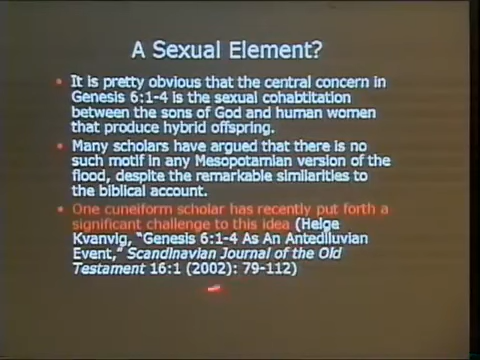 A Sexual Element?
• It is pretty obvious that the central concern in
Genesis 6:1-4 is the sexual cohabtitation
between the sons of God and human women
that produce hybrid offspring.
• Many scholars have argued that there is no
such motif in any Mesopotamian version of the
flood, despite the remarkable similarities to
the biblical account.
• One cuneiform scholar has recently put forth a
significant challenge to this idea (Helge
Kvanvig, "Genesis 6:1-4 As An Antediluvian
Event," Scandinavian Journal of the Old
Testament 16:1 (2002): 79-112)